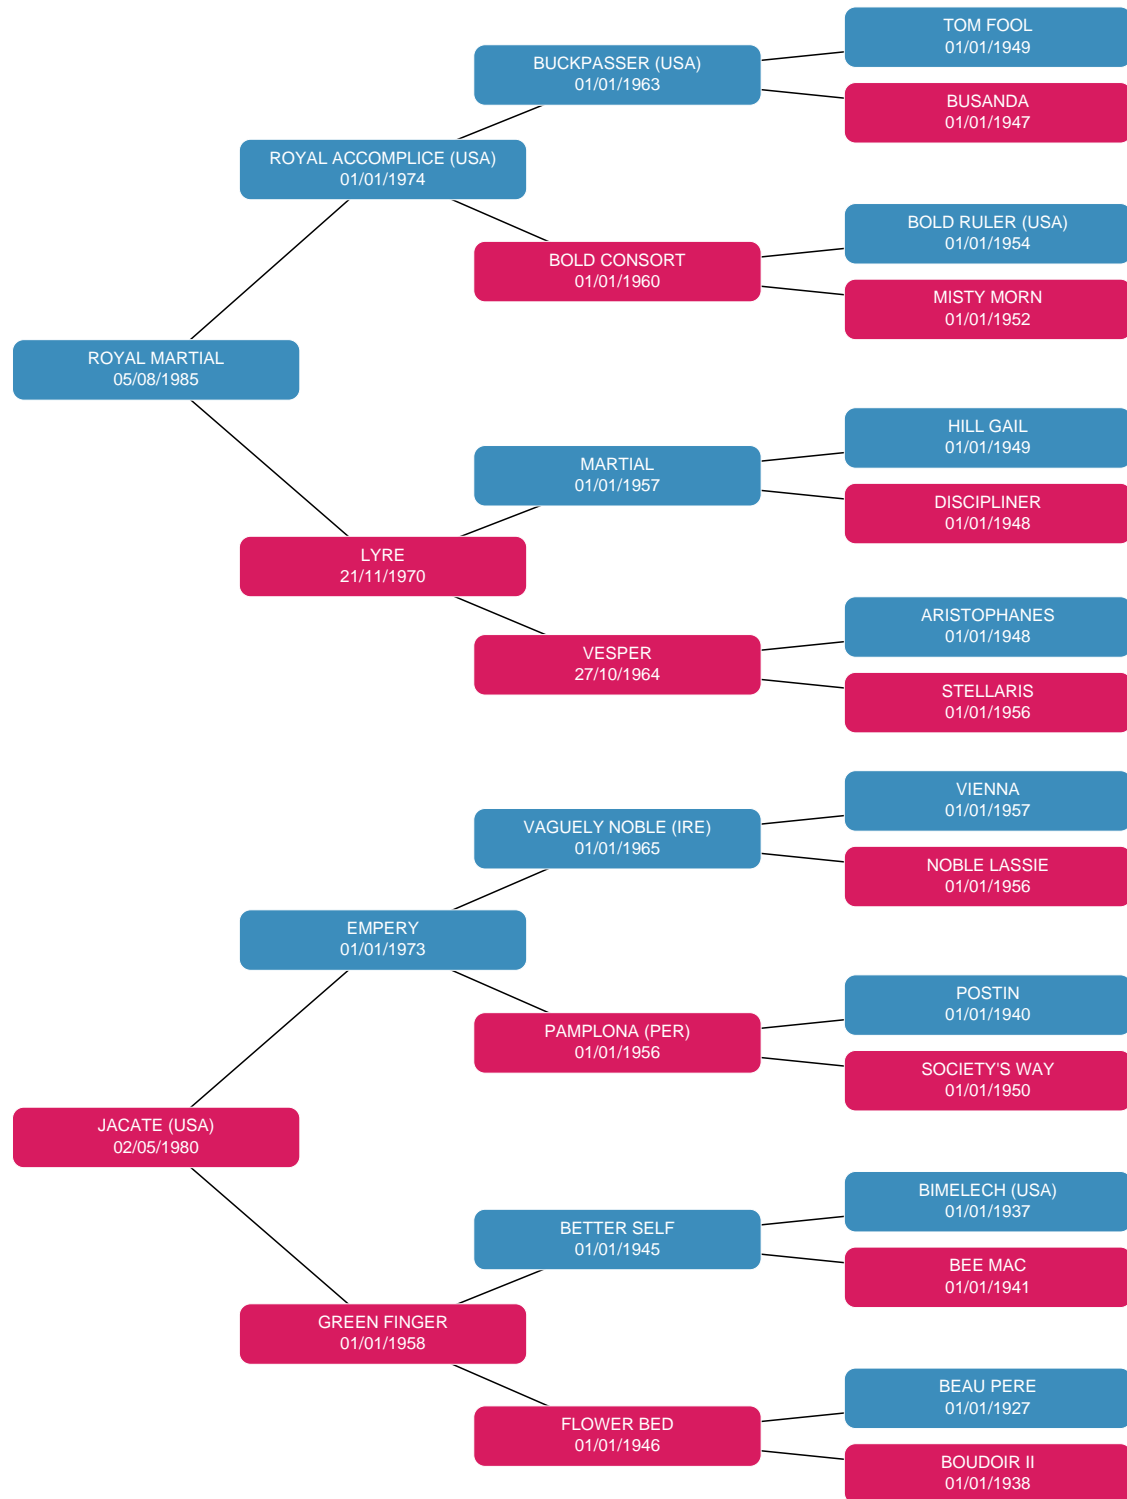 TOM FOOL
01/01/1949
BUCKPASSER (USA)
01/01/1963
BUSANDA
01/01/1947
ROYAL ACCOMPLICE (USA)
01/01/1974
BOLD RULER (USA)
01/01/1954
BOLD CONSORT
01/01/1960
MISTY MORN
01/01/1952
ROYAL MARTIAL
05/08/1985
HILL GAIL
01/01/1949
MARTIAL
01/01/1957
DISCIPLINER
01/01/1948
LYRE
21/11/1970
ARISTOPHANES
01/01/1948
VESPER
27/10/1964
STELLARIS
01/01/1956
VIENNA
01/01/1957
VAGUELY NOBLE (IRE)
01/01/1965
NOBLE LASSIE
01/01/1956
EMPERY
01/01/1973
POSTIN
01/01/1940
PAMPLONA (PER)
01/01/1956
SOCIETY'S WAY
01/01/1950
JACATE (USA)
02/05/1980
BIMELECH (USA)
01/01/1937
BETTER SELF
01/01/1945
BEE MAC
01/01/1941
GREEN FINGER
01/01/1958
BEAU PERE
01/01/1927
FLOWER BED
01/01/1946
BOUDOIR II
01/01/1938